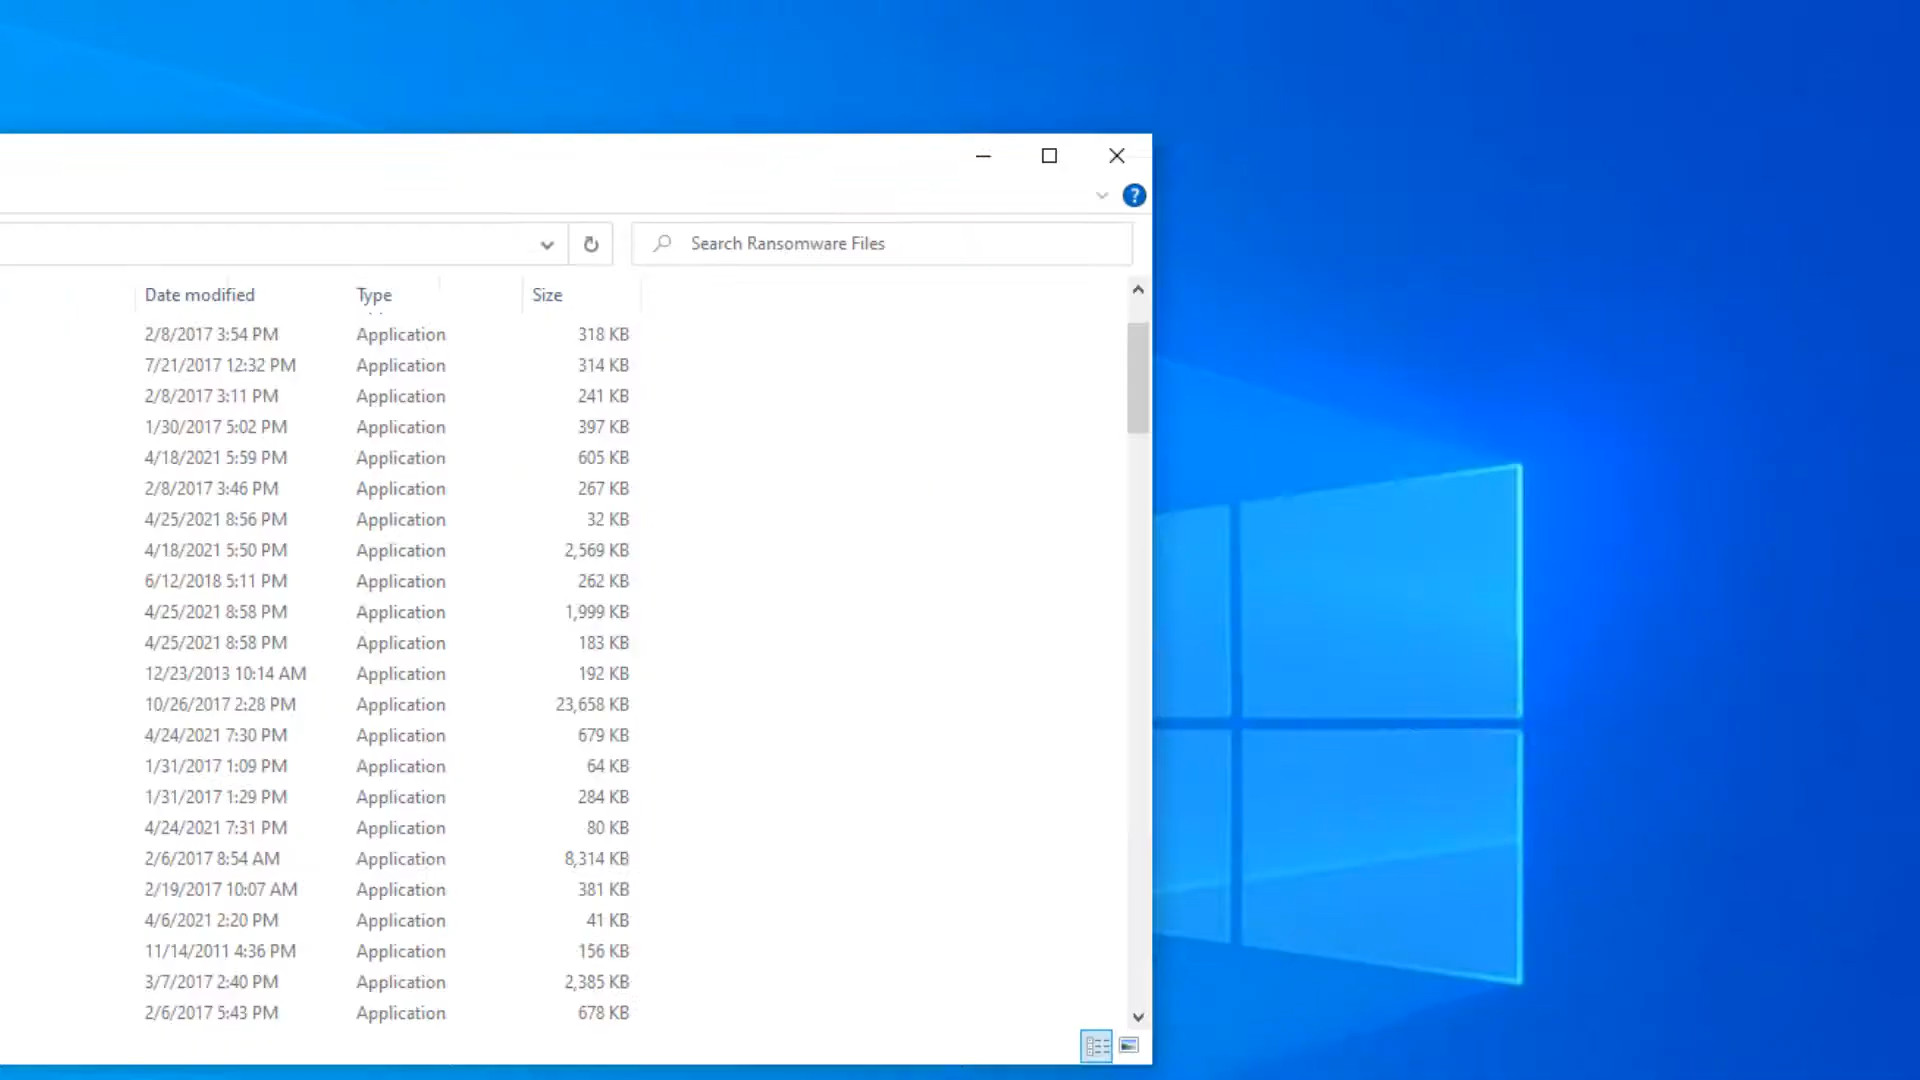 ?
Search Ransomware Files
Date modified Type Size
2/8/2017 3:54 PM Application 318 KB
7/21/2017 12:32 PM Application 314 KB
2/8/2017 3:11 PM Application 241 KB
1/30/2017 5:02 PM Application 397 KB
4/18/2021 5:59 PM Application 605 KB
2/8/2017 3:46 PM Application 267 KB
4/25/2021 8:56 PM Application 32 KB
4/18/2021 5:50 PM Application 2,569 KB
6/12/2018 5:11 PM Application 262 KB
4/25/2021 8:58 PM Application 1,999 KB
4/25/2021 8:58 PM Application 183 KB
12/23/2013 10:14 AM Application 192 KB
10/26/2017 2:28 PM Application 23,658 KB
4/24/2021 7:30 PM Application 679 KB
1/31/2017 1:09 PM Application 64 KB
1/31/2017 1:29 PM Application 284 KB
4/24/2021 7:31 PM Application 80 KB
2/6/2017 8:54 AM Application 8,314 KB
2/19/2017 10:07 AM Application 381 KB
4/6/2021 2:20 PM Application 41 KB
11/14/2011 4:36 PM Application 156 KB
3/7/2017 2:40 PM Application 2,385 KB
2/6/2017 5:43 PM Application 678 KB